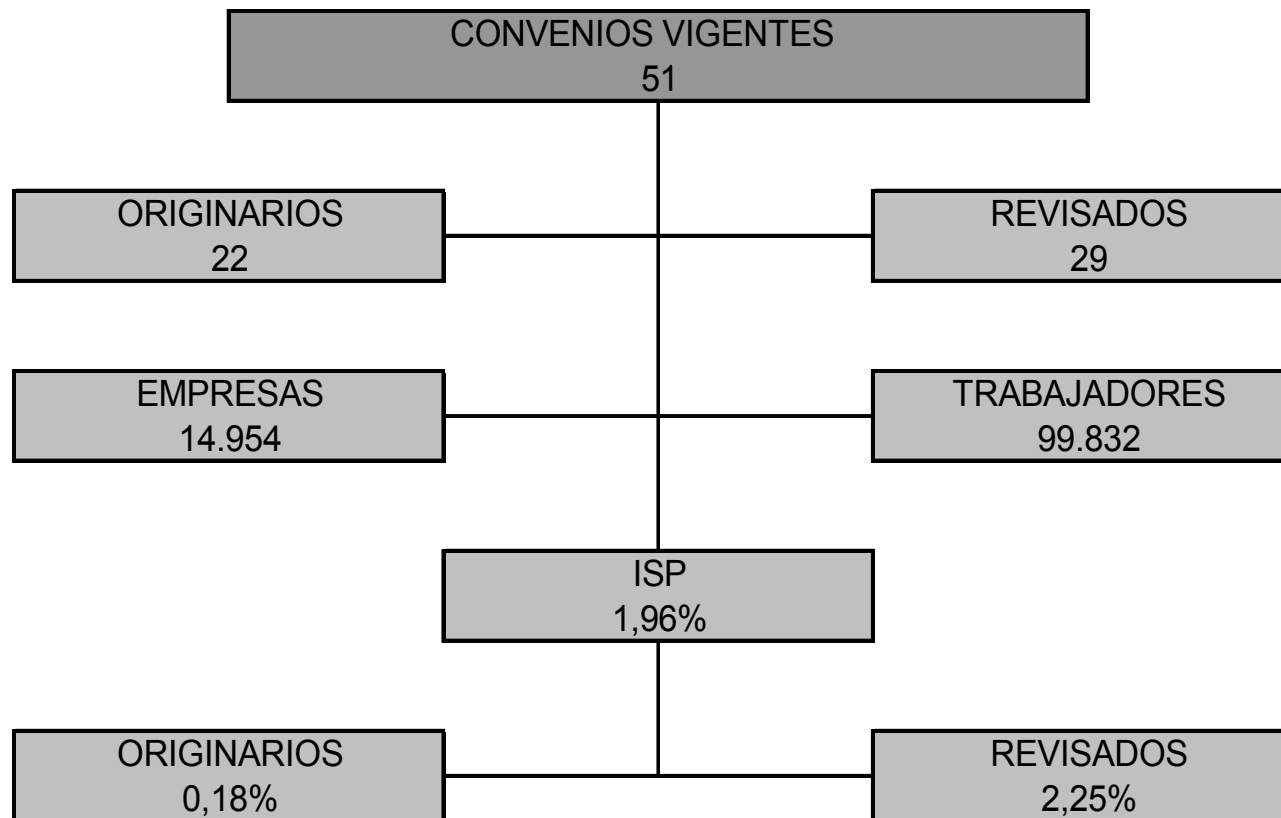 CONVENIOS VIGENTES
51
ORIGINARIOS
22
REVISADOS
29
EMPRESAS
14.954
TRABAJADORES
99.832
ISP
1,96%
ORIGINARIOS
0,18%
REVISADOS
2,25%